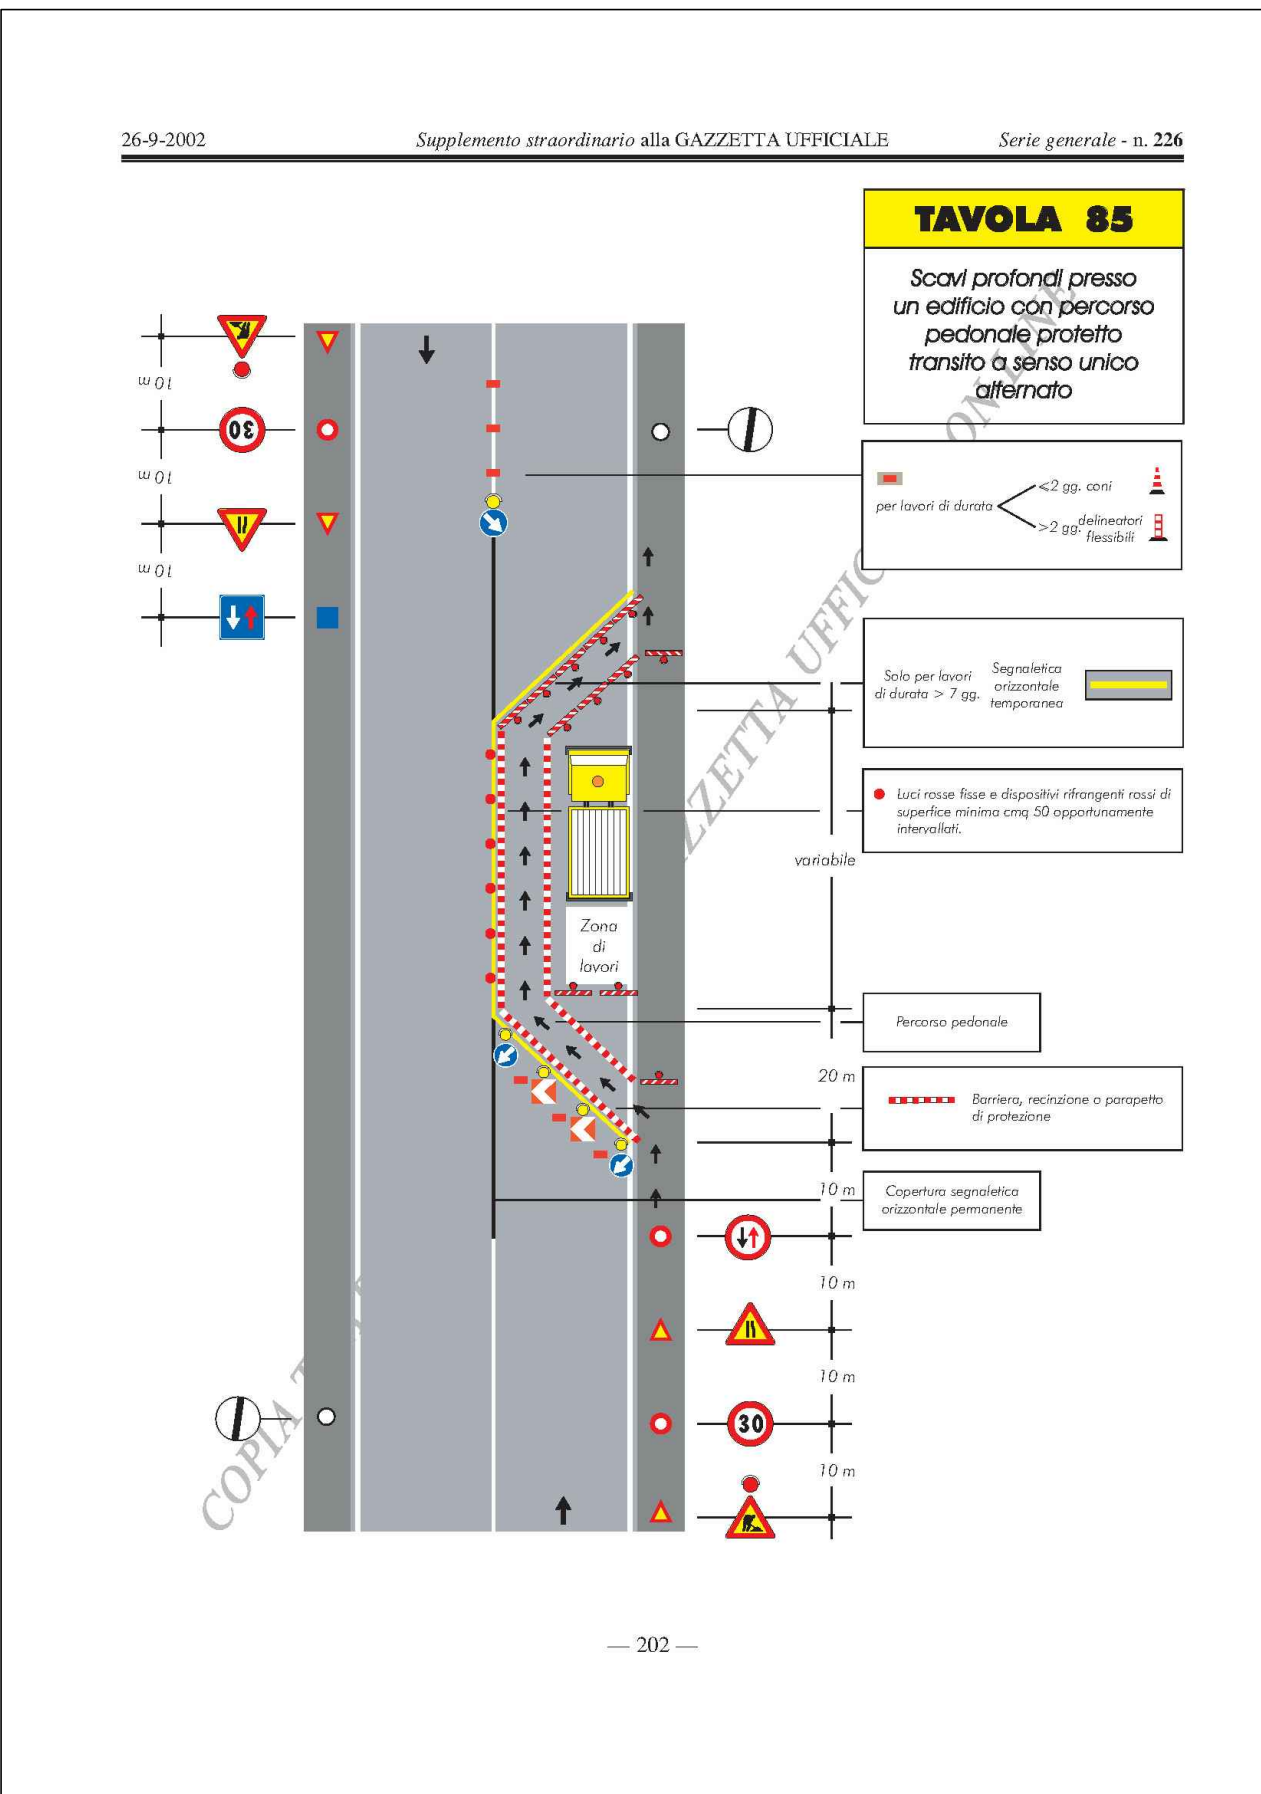 26-9-2002 Supplemento straordinario alla GAZZETTA UFFICIALE Serie generale - n. 226
TAVOLA 85
Scavi profondi presso
un edificio con percorso
pedonale protetto
transito a senso unico
alternato
per lavori di durata
≤2 gg. coni
>2 gg. delineatori
flessibili
Solo per lavori
di durata > 7 gg.
Segnaletica
orizzontale
temporanea
Luci rosse fisse e dispositivi rifrangenti rossi di
superfice minima cmq 50 opportunamente
intervallati.
variabile
Zona
di
lavori
Percorso pedonale
20 m
Barriera, recinzione o parapetto
di protezione
10 m
Copertura segnaletica
orizzontale permanente
10 m
10 m
30
10 m
10 m
30
10 m
10 m
COPIA T
ZZETTA UFFIC
ON-LINE
— 202 —